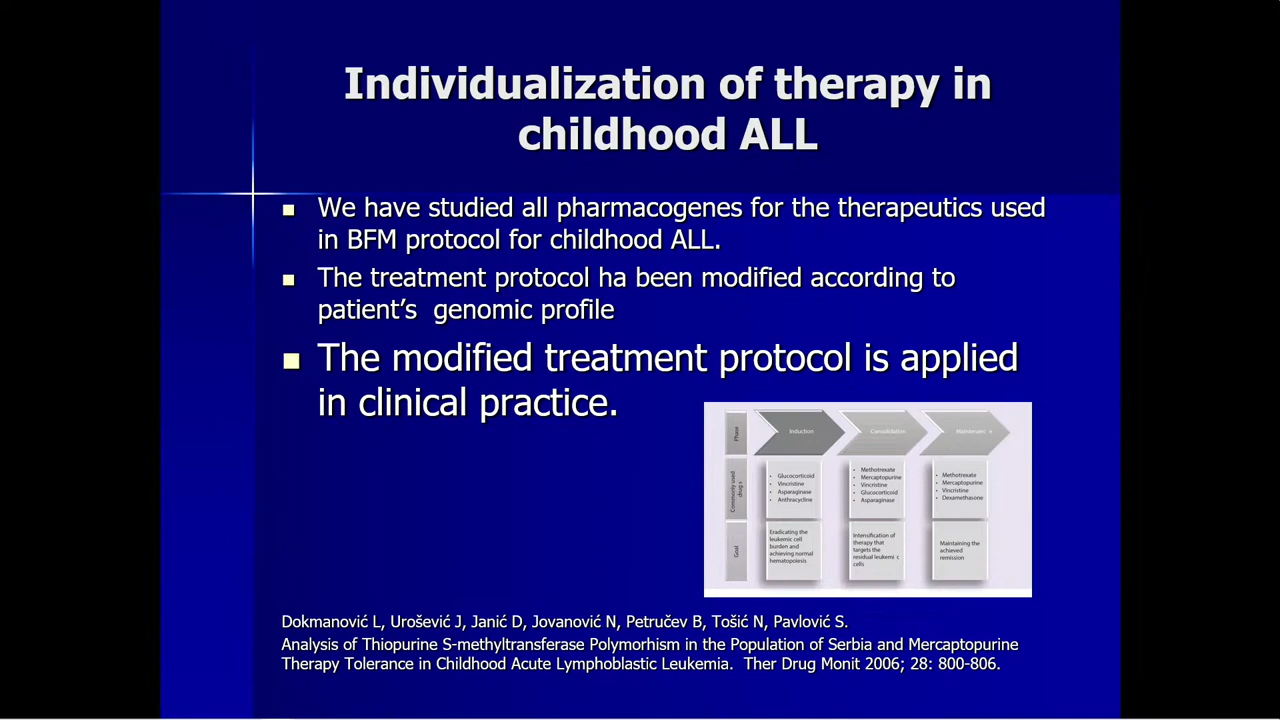 Individualization of therapy in
childhood ALL
We have studied all pharmacogenes for the therapeutics used
in BFM protocol for childhood ALL.
The treatment protocol ha been modified according to
patient’s genomic profile
The modified treatment protocol is applied
in clinical practice.
Phase
Induction
Consolidation
Maintenan e
Commonly used
drug s
• Glucocorticoid
• Vincristine
• Asparaginase
• Anthracycline
• Methotrexate
• Mercaptopurine
• Vincristine
• Glucocorticoid
• Asparaginase
• Methotrexate
• Mercaptopurine
• Vincristine
• Dexamethasone
Goal
Eradicating the
leukemic cell
burden and
achieving normal
hematopoiesis
Intensification of
therapy that
targets the
residual leukemi c
cells
Maintaining the
achieved
remission
Dokmanović L, Urošević J, Janić D, Jovanović N, Petručev B, Tošić N, Pavlović S.
Analysis of Thiopurine S-methyltransferase Polymorhism in the Population of Serbia and Mercaptopurine
Therapy Tolerance in Childhood Acute Lymphoblastic Leukemia. Ther Drug Monit 2006; 28: 800-806.